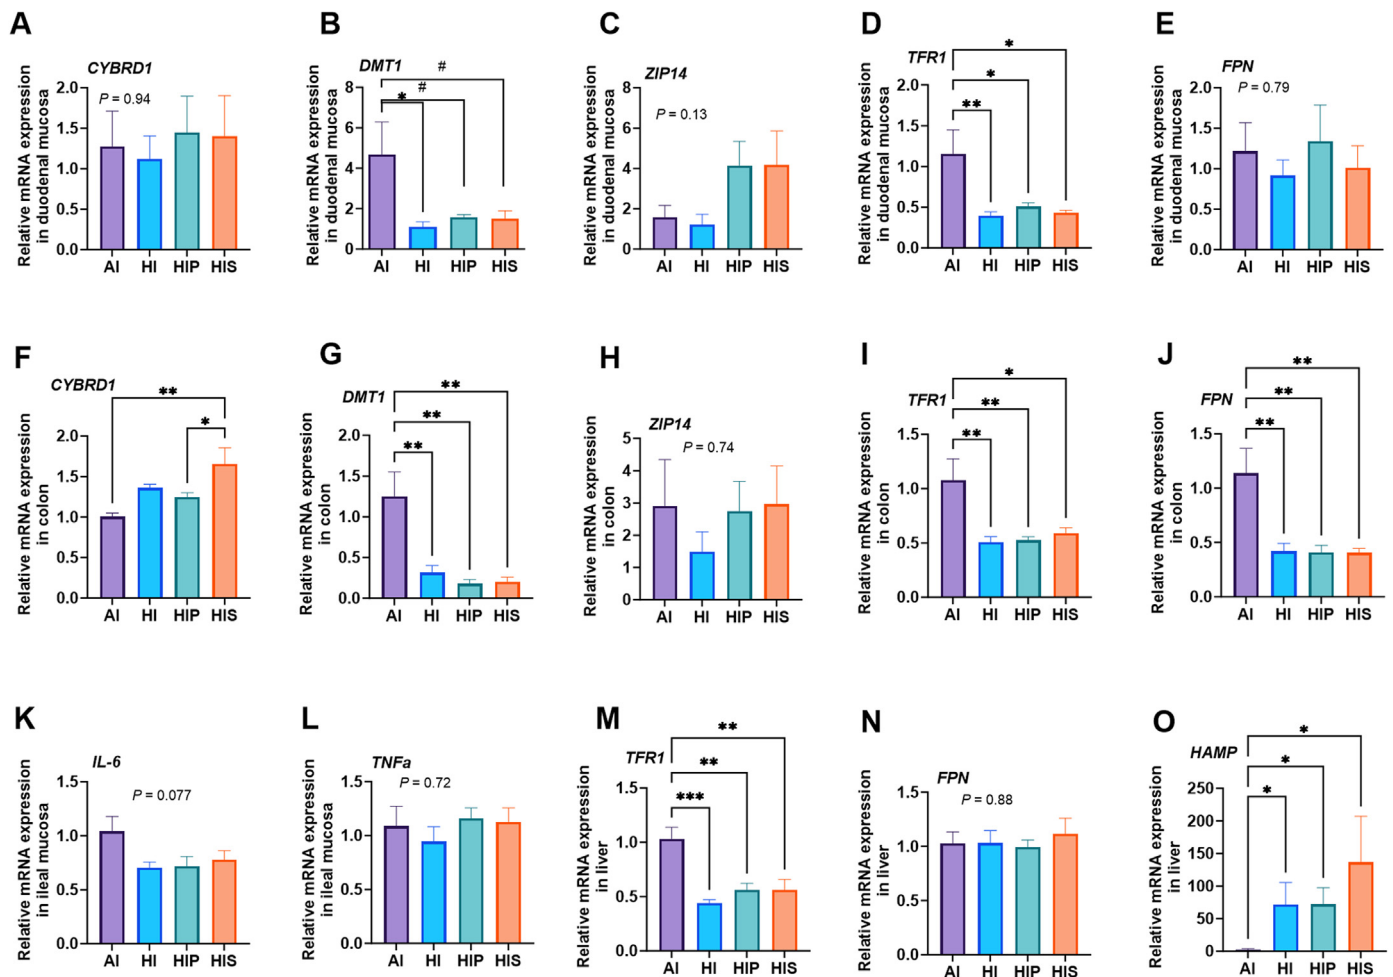 A
CYBRD1
P = 0.94
Relative mRNA expression
in duodenal mucosa
2.0
1.5
1.0
0.5
0.0
AI HI HIP HIS
B
DMT1
#
#
*
Relative mRNA expression
in duodenal mucosa
8
6
4
2
0
AI HI HIP HIS
C
ZIP14
P = 0.13
Relative mRNA expression
in duodenal mucosa
8
6
4
2
0
AI HI HIP HIS
D
TFR1
*
*
**
Relative mRNA expression
in duodenal mucosa
2.0
1.5
1.0
0.5
0.0
AI HI HIP HIS
E
FPN
P = 0.79
Relative mRNA expression
in duodenal mucosa
2.0
1.5
1.0
0.5
0.0
AI HI HIP HIS
F
CYBRD1
**
*
Relative mRNA expression
in colon
2.0
1.5
1.0
0.5
0.0
AI HI HIP HIS
G
DMT1
**
**
**
Relative mRNA expression
in colon
2.0
1.5
1.0
0.5
0.0
AI HI HIP HIS
H
ZIP14
P = 0.74
Relative mRNA expression
in colon
5
4
3
2
1
0
AI HI HIP HIS
I
TFR1
*
**
**
Relative mRNA expression
in colon
1.5
1.0
0.5
0.0
AI HI HIP HIS
J
FPN
**
**
**
Relative mRNA expression
in colon
1.5
1.0
0.5
0.0
AI HI HIP HIS
K
IL-6
P = 0.077
Relative mRNA expression
in ileal mucosa
1.5
1.0
0.5
0.0
AI HI HIP HIS
L
TNFa
P = 0.72
Relative mRNA expression
in ileal mucosa
1.5
1.0
0.5
0.0
AI HI HIP HIS
M
TFR1
**
**
***
Relative mRNA expression
in liver
1.5
1.0
0.5
0.0
AI HI HIP HIS
N
FPN
P = 0.88
Relative mRNA expression
in liver
1.5
1.0
0.5
0.0
AI HI HIP HIS
O
HAMP
*
*
*
Relative mRNA expression
in liver
250
200
150
100
50
0
AI HI HIP HIS